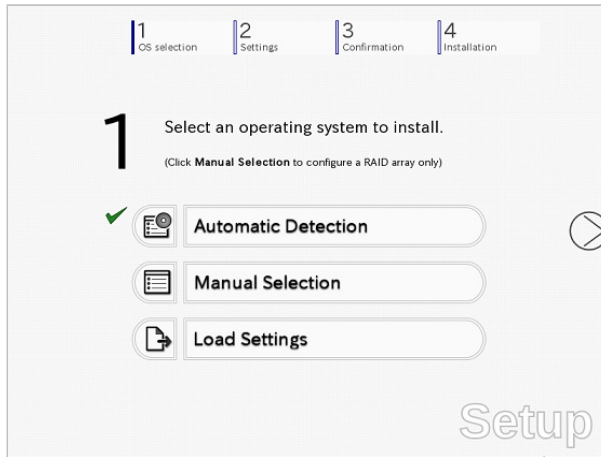 1
OS selection
2
Settings
3
Confirmation
4
Installation
1
Select an operating system to install.
(Click Manual Selection to configure a RAID array only)
Automatic Detection
Manual Selection
Load Settings
Setup